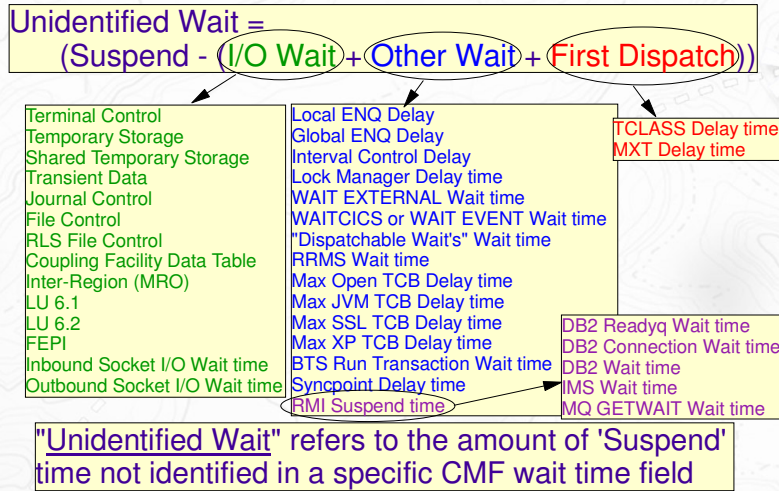 Unidentified Wait =
(Suspend - (I/O Wait + Other Wait + First Dispatch))
Terminal Control
Temporary Storage
Shared Temporary Storage
Transient Data
Journal Control
File Control
RLS File Control
Coupling Facility Data Table
Inter-Region (MRO)
LU 6.1
LU 6.2
FEPI
Inbound Socket I/O Wait time
Outbound Socket I/O Wait time
Local ENQ Delay
Global ENQ Delay
Interval Control Delay
Lock Manager Delay time
WAIT EXTERNAL Wait time
WAITCICS or WAIT EVENT Wait time
"Dispatchable Wait's" Wait time
RRMS Wait time
Max Open TCB Delay time
Max JVM TCB Delay time
Max SSL TCB Delay time
Max XP TCB Delay time
BTS Run Transaction Wait time
Syncpoint Delay time
RMI Suspend time
TCLASS Delay time
MXT Delay time
DB2 Readyq Wait time
DB2 Connection Wait time
DB2 Wait time
IMS Wait time
MQ GETWAIT Wait time
"Unidentified Wait" refers to the amount of 'Suspend'
time not identified in a specific CMF wait time field